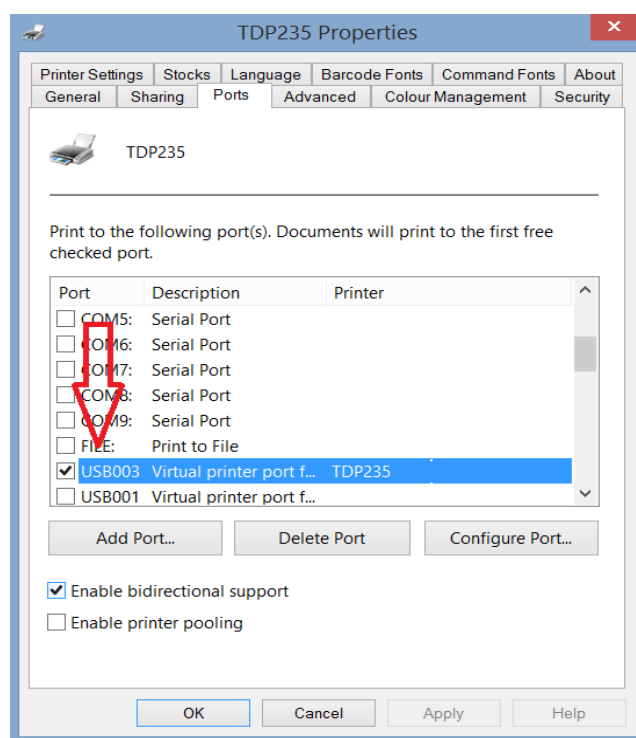 TDP235 Properties
Printer Settings Stocks Language Barcode Fonts Command Fonts About
General Sharing Ports Advanced Colour Management Security
TDP235
Print to the following port(s). Documents will print to the first free
checked port.
Port Description Printer
COM5: Serial Port
COM6: Serial Port
COM7: Serial Port
COM8: Serial Port
COM9: Serial Port
FILE: Print to File
USB003 Virtual printer port f... TDP235
USB001 Virtual printer port f...
Add Port... Delete Port Configure Port...
Enable bidirectional support
Enable printer pooling
OK Cancel Apply Help